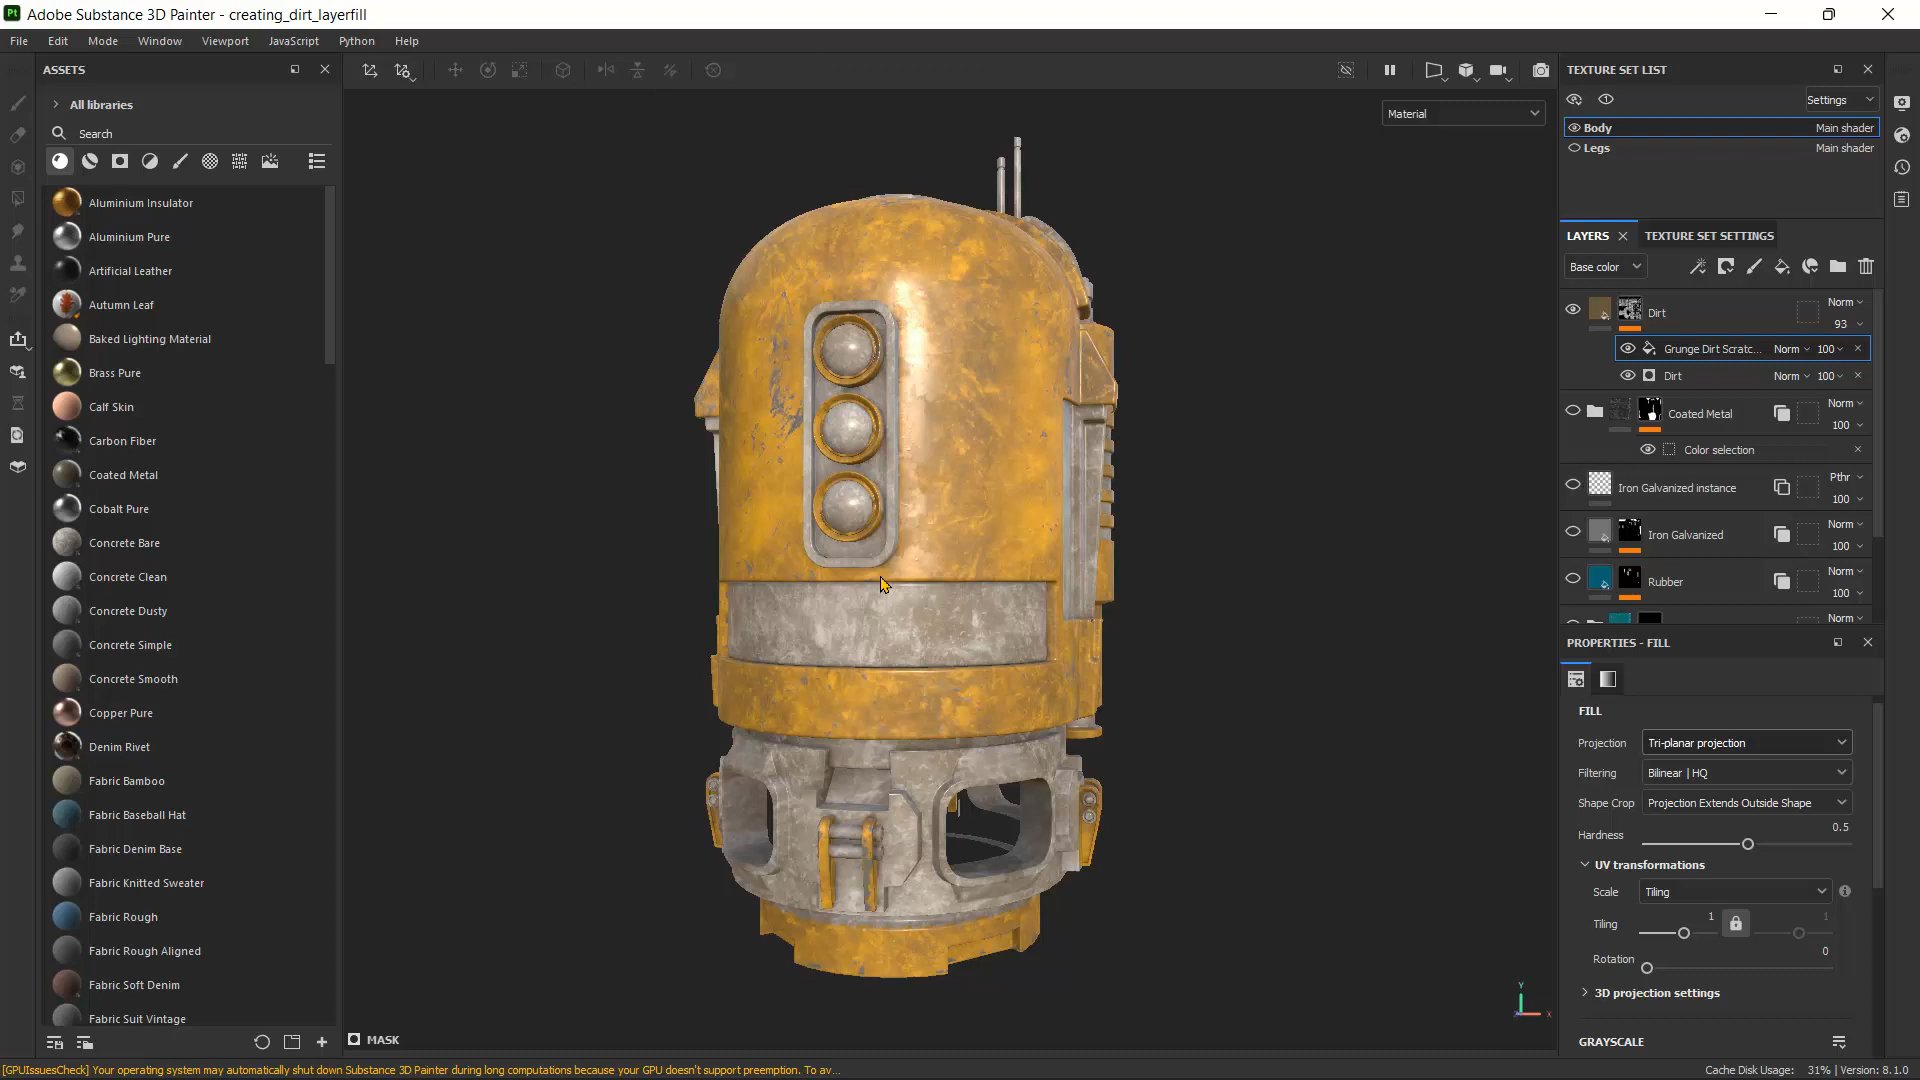 Pt Adobe Substance 3D Painter - creating_dirt_layerfill
File Edit Mode Window Viewport JavaScript Python Help
ASSETS
All libraries
Search
Aluminium Insulator
Aluminium Pure
Artificial Leather
Autumn Leaf
Baked Lighting Material
Brass Pure
Calf Skin
Carbon Fiber
Coated Metal
Cobalt Pure
Concrete Bare
Concrete Clean
Concrete Dusty
Concrete Simple
Concrete Smooth
Copper Pure
Denim Rivet
Fabric Bamboo
Fabric Baseball Hat
Fabric Denim Base
Fabric Knitted Sweater
Fabric Rough
Fabric Rough Aligned
Fabric Soft Denim
Fabric Suit Vintage
Material
Y
X
MASK
TEXTURE SET LIST
Settings
Body Main shader
Legs Main shader
LAYERS TEXTURE SET SETTINGS
Base color
Dirt Norm
93
Grunge Dirt Scratc... Norm 100
Dirt Norm 100
Coated Metal Norm
100
Color selection
Iron Galvanized instance Pthr
100
Iron Galvanized Norm
100
Rubber Norm
100
Norm
PROPERTIES - FILL
FILL
Projection Tri-planar projection
Filtering Bilinear | HQ
Shape Crop Projection Extends Outside Shape
Hardness 0.5
UV transformations
Scale Tiling
Tiling 1 1
Rotation 0
3D projection settings
GRAYSCALE
[GPUIssuesCheck] Your operating system may automatically shut down Substance 3D Painter during long computations because your GPU doesn't support preemption. To av...
Cache Disk Usage: 31% | Version: 8.1.0